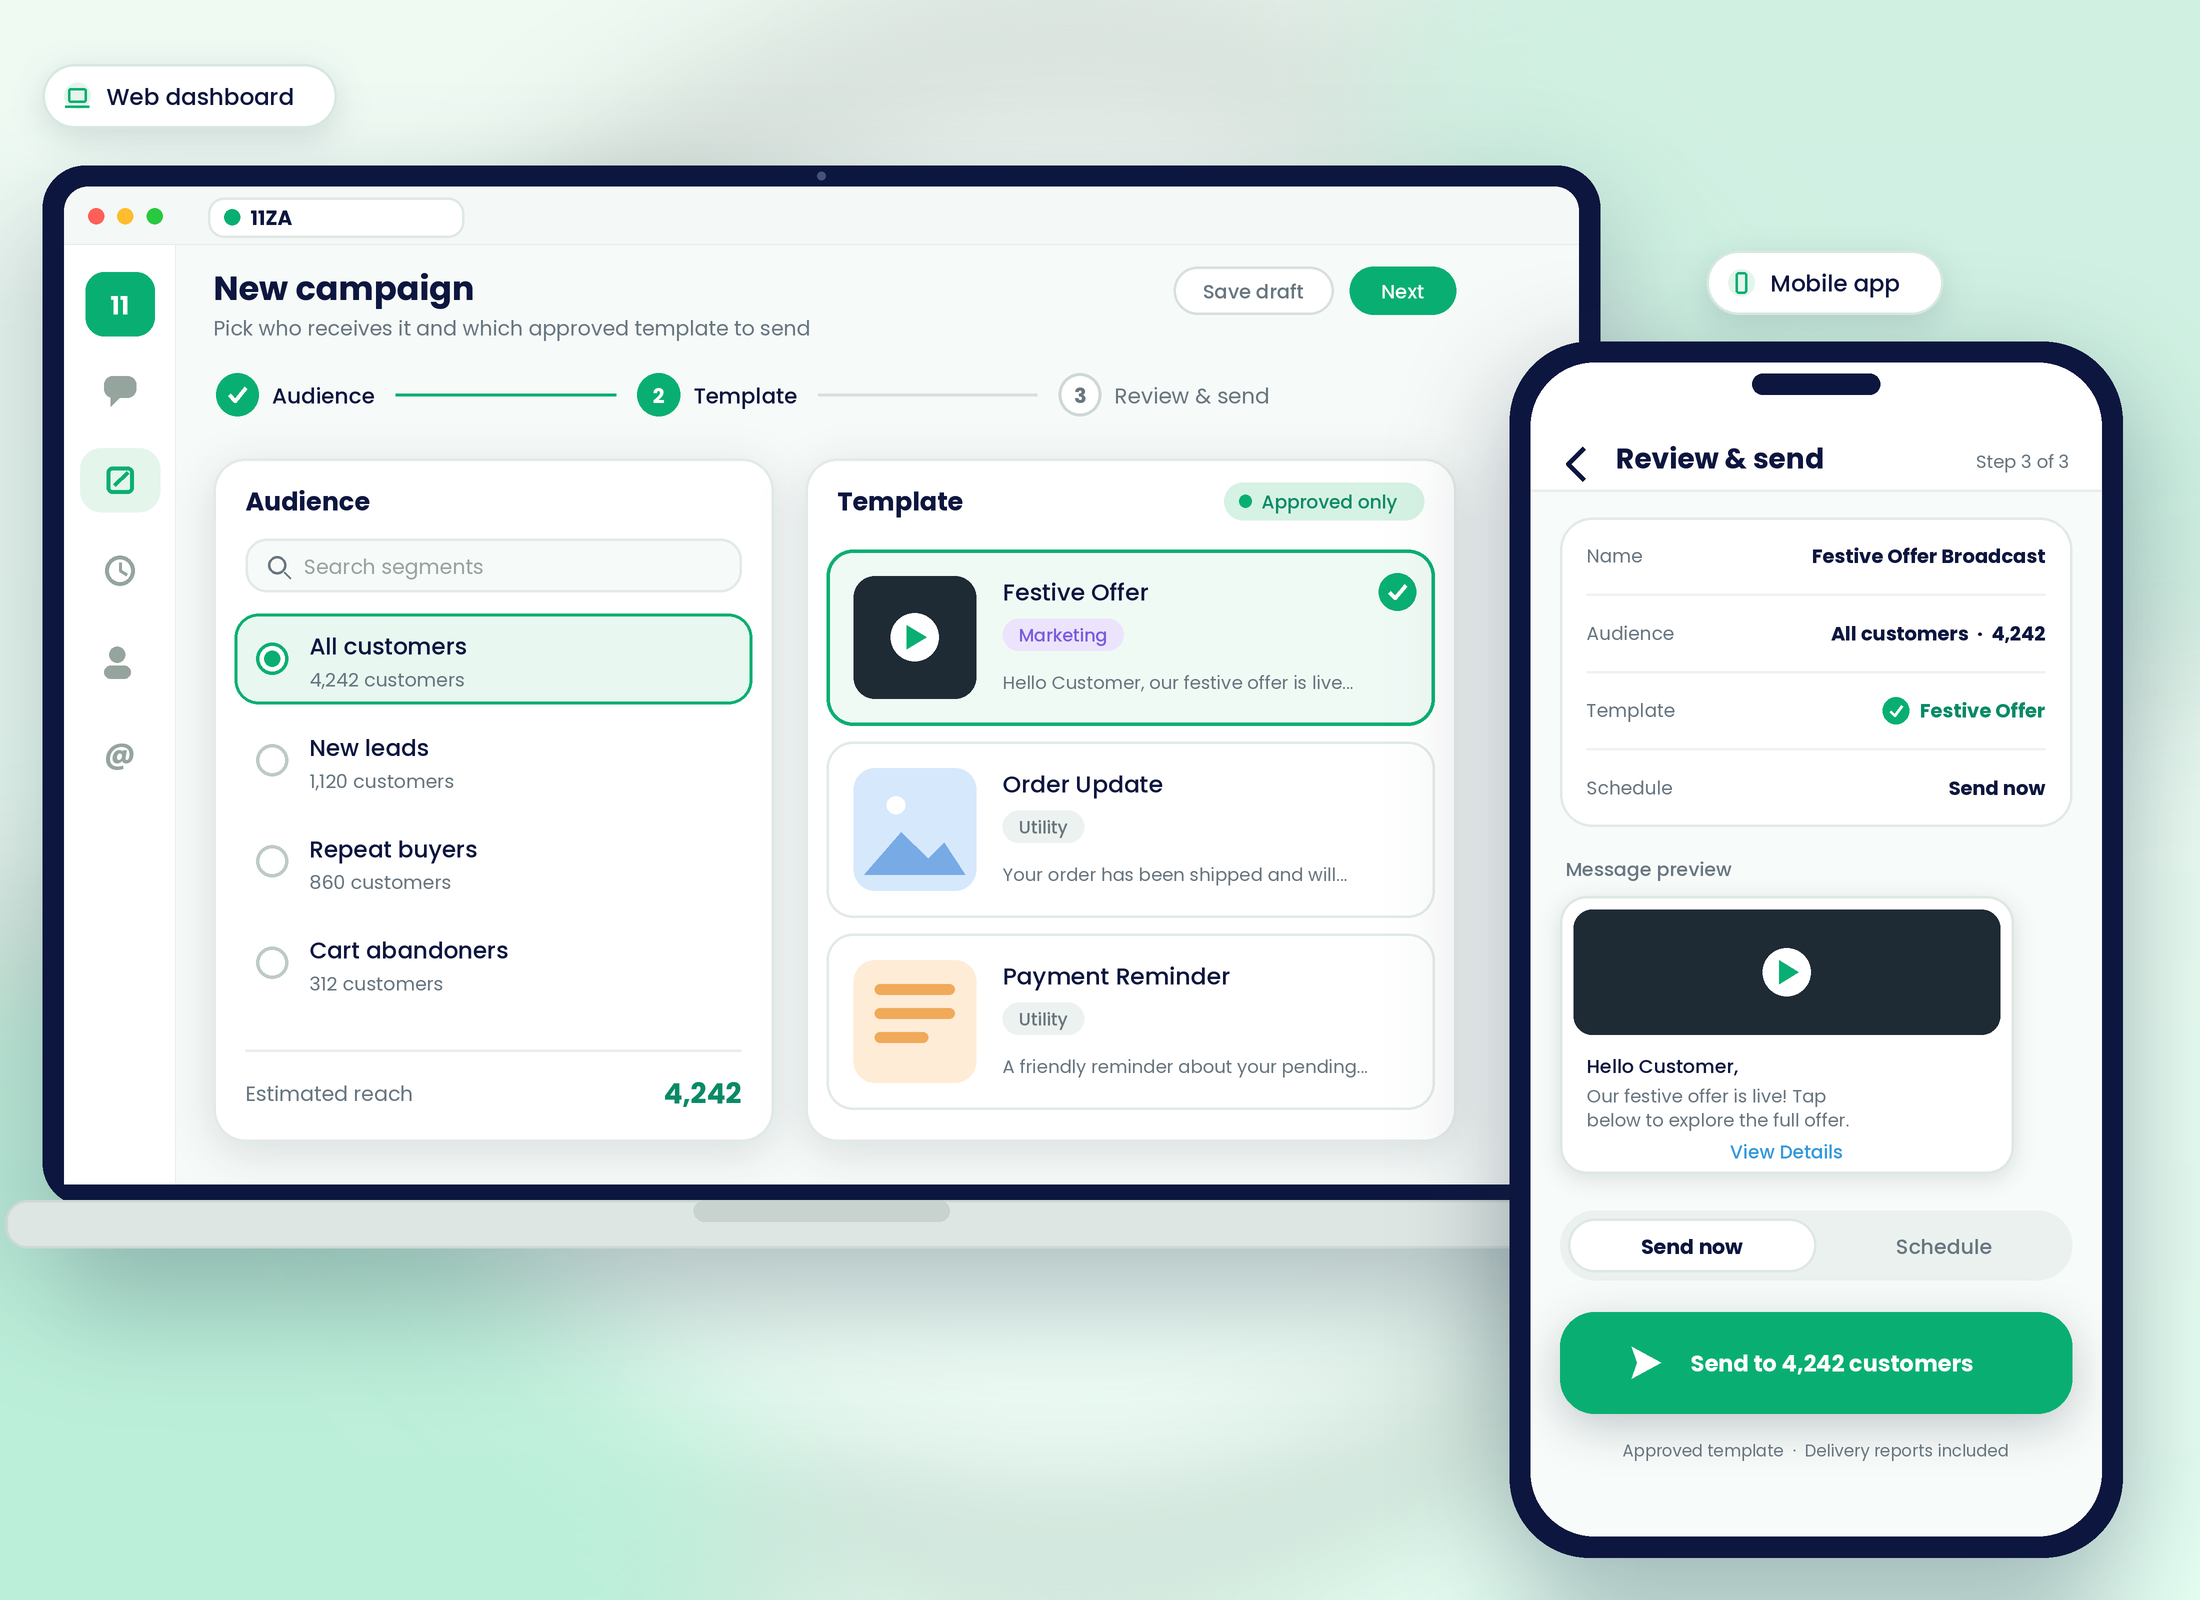 Web dashboard
11ZA
11
New campaign
Pick who receives it and which approved template to send
Save draft
Next
Audience
2
Template
3
Review & send
@
Audience
Search segments
All customers
4,242 customers
New leads
1,120 customers
Repeat buyers
860 customers
Cart abandoners
312 customers
Estimated reach
4,242
Template
Approved only
Festive Offer
Marketing
Hello Customer, our festive offer is live...
Order Update
Utility
Your order has been shipped and will...
Payment Reminder
Utility
A friendly reminder about your pending...
Mobile app
Review & send
Step 3 of 3
Name
Festive Offer Broadcast
Audience
All customers · 4,242
Template
Festive Offer
Schedule
Send now
Message preview
Hello Customer,
Our festive offer is live! Tap
below to explore the full offer.
View Details
Send now
Schedule
Send to 4,242 customers
Approved template · Delivery reports included